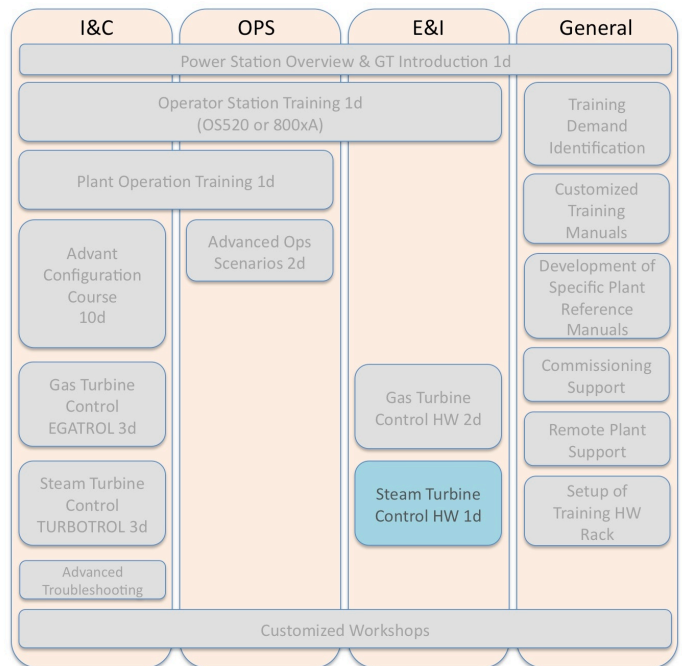 I&C
OPS
E&I
General
Power Station Overview & GT Introduction 1d
Operator Station Training 1d
(OS520 or 800xA)
Training
Demand
Identification
Plant Operation Training 1d
Customized
Training
Manuals
Advant
Configuration
Course
10d
Advanced Ops
Scenarios 2d
Development of
Specific Plant
Reference
Manuals
Gas Turbine
Control
EGATROL 3d
Gas Turbine
Control HW 2d
Commissioning
Support
Remote Plant
Support
Steam Turbine
Control
TURBOTROL 3d
Steam Turbine
Control HW 1d
Setup of
Training HW
Rack
Advanced
Troubleshooting
Customized Workshops